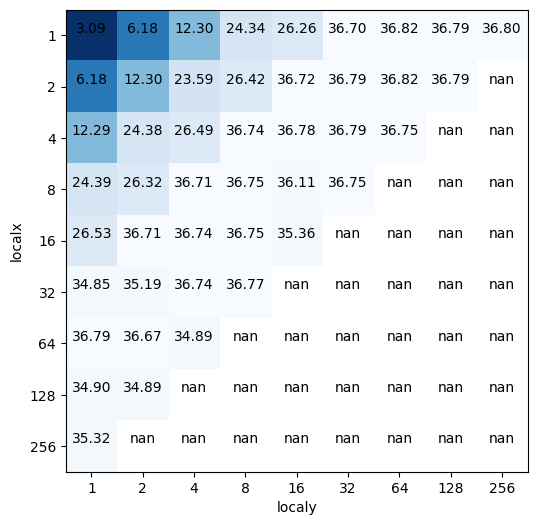 1 3.09 6.18 12.30 24.34 26.26 36.70 36.82 36.79 36.80
2 6.18 12.30 23.59 26.42 36.72 36.79 36.82 36.79 nan
4 12.29 24.38 26.49 36.74 36.78 36.79 36.75 nan nan
8 24.39 26.32 36.71 36.75 36.11 36.75 nan nan nan
16 26.53 36.71 36.74 36.75 35.36 nan nan nan nan
32 34.85 35.19 36.74 36.77 nan nan nan nan nan
64 36.79 36.67 34.89 nan nan nan nan nan nan
128 34.90 34.89 nan nan nan nan nan nan nan
256 35.32 nan nan nan nan nan nan nan nan
1 2 4 8 16 32 64 128 256
localy
localx